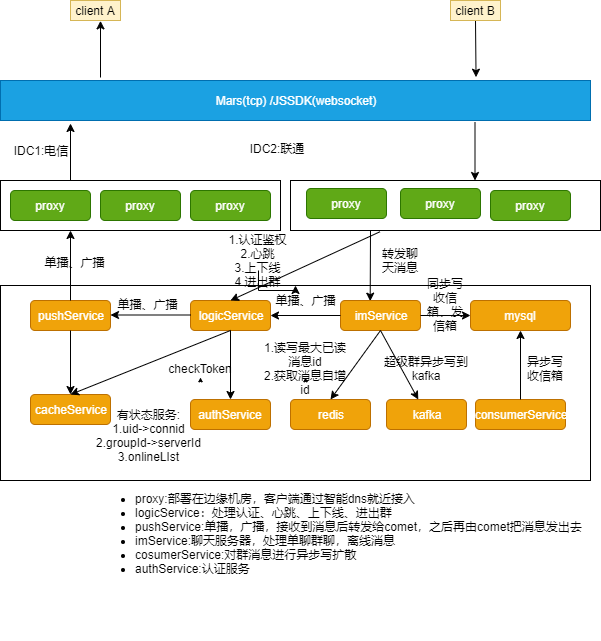 client A
client B
Mars(tcp) /JSSDK(websocket)
IDC1:电信
IDC2:联通
proxy
proxy
proxy
proxy
proxy
proxy
单播、广播
1.认证鉴权
2.心跳
3.上下线
4.进出群
转发聊
天消息
单播、广播
单播、广播
同步写
收信
箱、发
信箱
pushService
logicService
imService
mysql
checkToken
1.读写最大已读
消息id
2.获取消息自增
id
超级群异步写到
kafka
异步写
收信箱
cacheService
有状态服务:
1.uid->connid
2.groupId->serverId
3.onlineLIst
authService
redis
kafka
consumerService
proxy:部署在边缘机房，客户端通过智能dns就近接入
logicService：处理认证、心跳、上下线、进出群
pushService:单播，广播，接收到消息后转发给comet，之后再由comet把消息发出去
imService:聊天服务器，处理单聊群聊，离线消息
cosumerService:对群消息进行异步写扩散
authService:认证服务